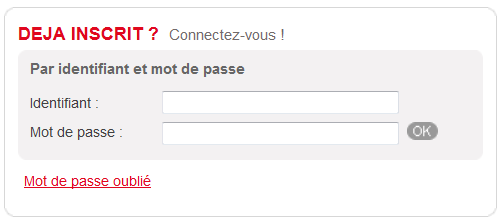 DEJA INSCRIT ? Connectez-vous !
Par identifiant et mot de passe
Identifiant :
Mot de passe : OK
Mot de passe oublié